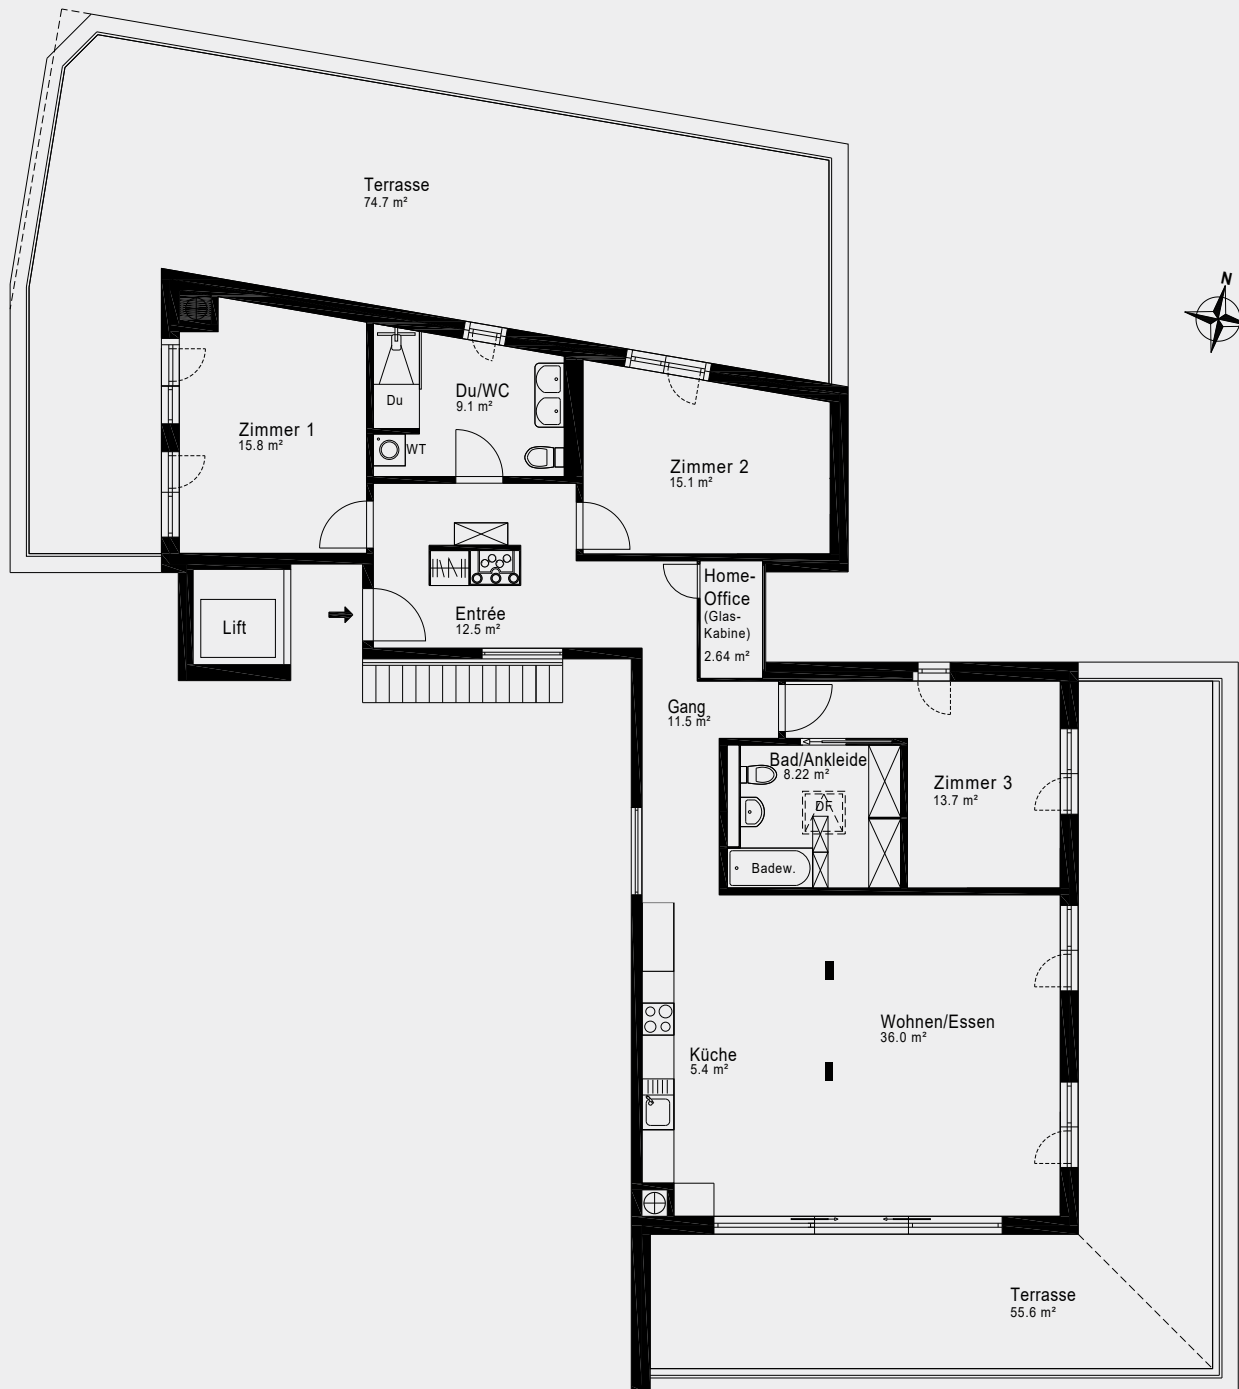 Terrasse
74.7 m²
N
Du/WC
9.1 m²
Du
Zimmer 1
15.8 m²
WT
Zimmer 2
15.1 m²
Home-
Office
(Glas-
Kabine)
2.64 m²
Entrée
12.5 m²
Lift
Gang
11.5 m²
Bad/Ankleide
8.22 m²
Zimmer 3
13.7 m²
DF
Badew.
Wohnen/Essen
36.0 m²
Küche
5.4 m²
Terrasse
55.6 m²